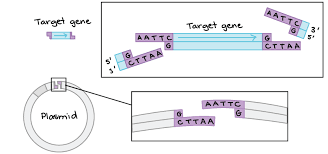 Target gene
Target gene
AATTC
G
5'
3'
G
CTTAA
AATTC
G
3'
5'
G
CTTAA
Plasmid
AATTC
G
G
CTTAA